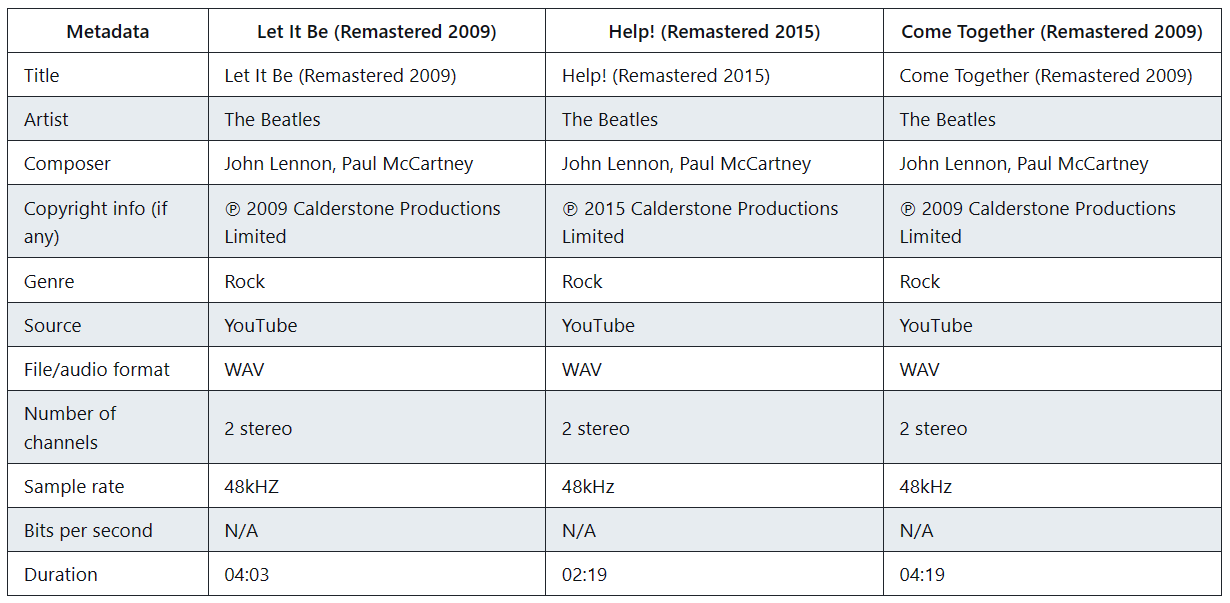 Metadata Let It Be (Remastered 2009) Help! (Remastered 2015) Come Together (Remastered 2009)
Title Let It Be (Remastered 2009) Help! (Remastered 2015) Come Together (Remastered 2009)
Artist The Beatles The Beatles The Beatles
Composer John Lennon, Paul McCartney John Lennon, Paul McCartney John Lennon, Paul McCartney
Copyright info (if ℗ 2009 Calderstone Productions ℗ 2015 Calderstone Productions ℗ 2009 Calderstone Productions
any) Limited Limited Limited
Genre Rock Rock Rock
Source YouTube YouTube YouTube
File/audio format WAV WAV WAV
Number of
channels 2 stereo 2 stereo 2 stereo
Sample rate 48kHZ 48kHz 48kHz
Bits per second N/A N/A N/A
Duration 04:03 02:19 04:19